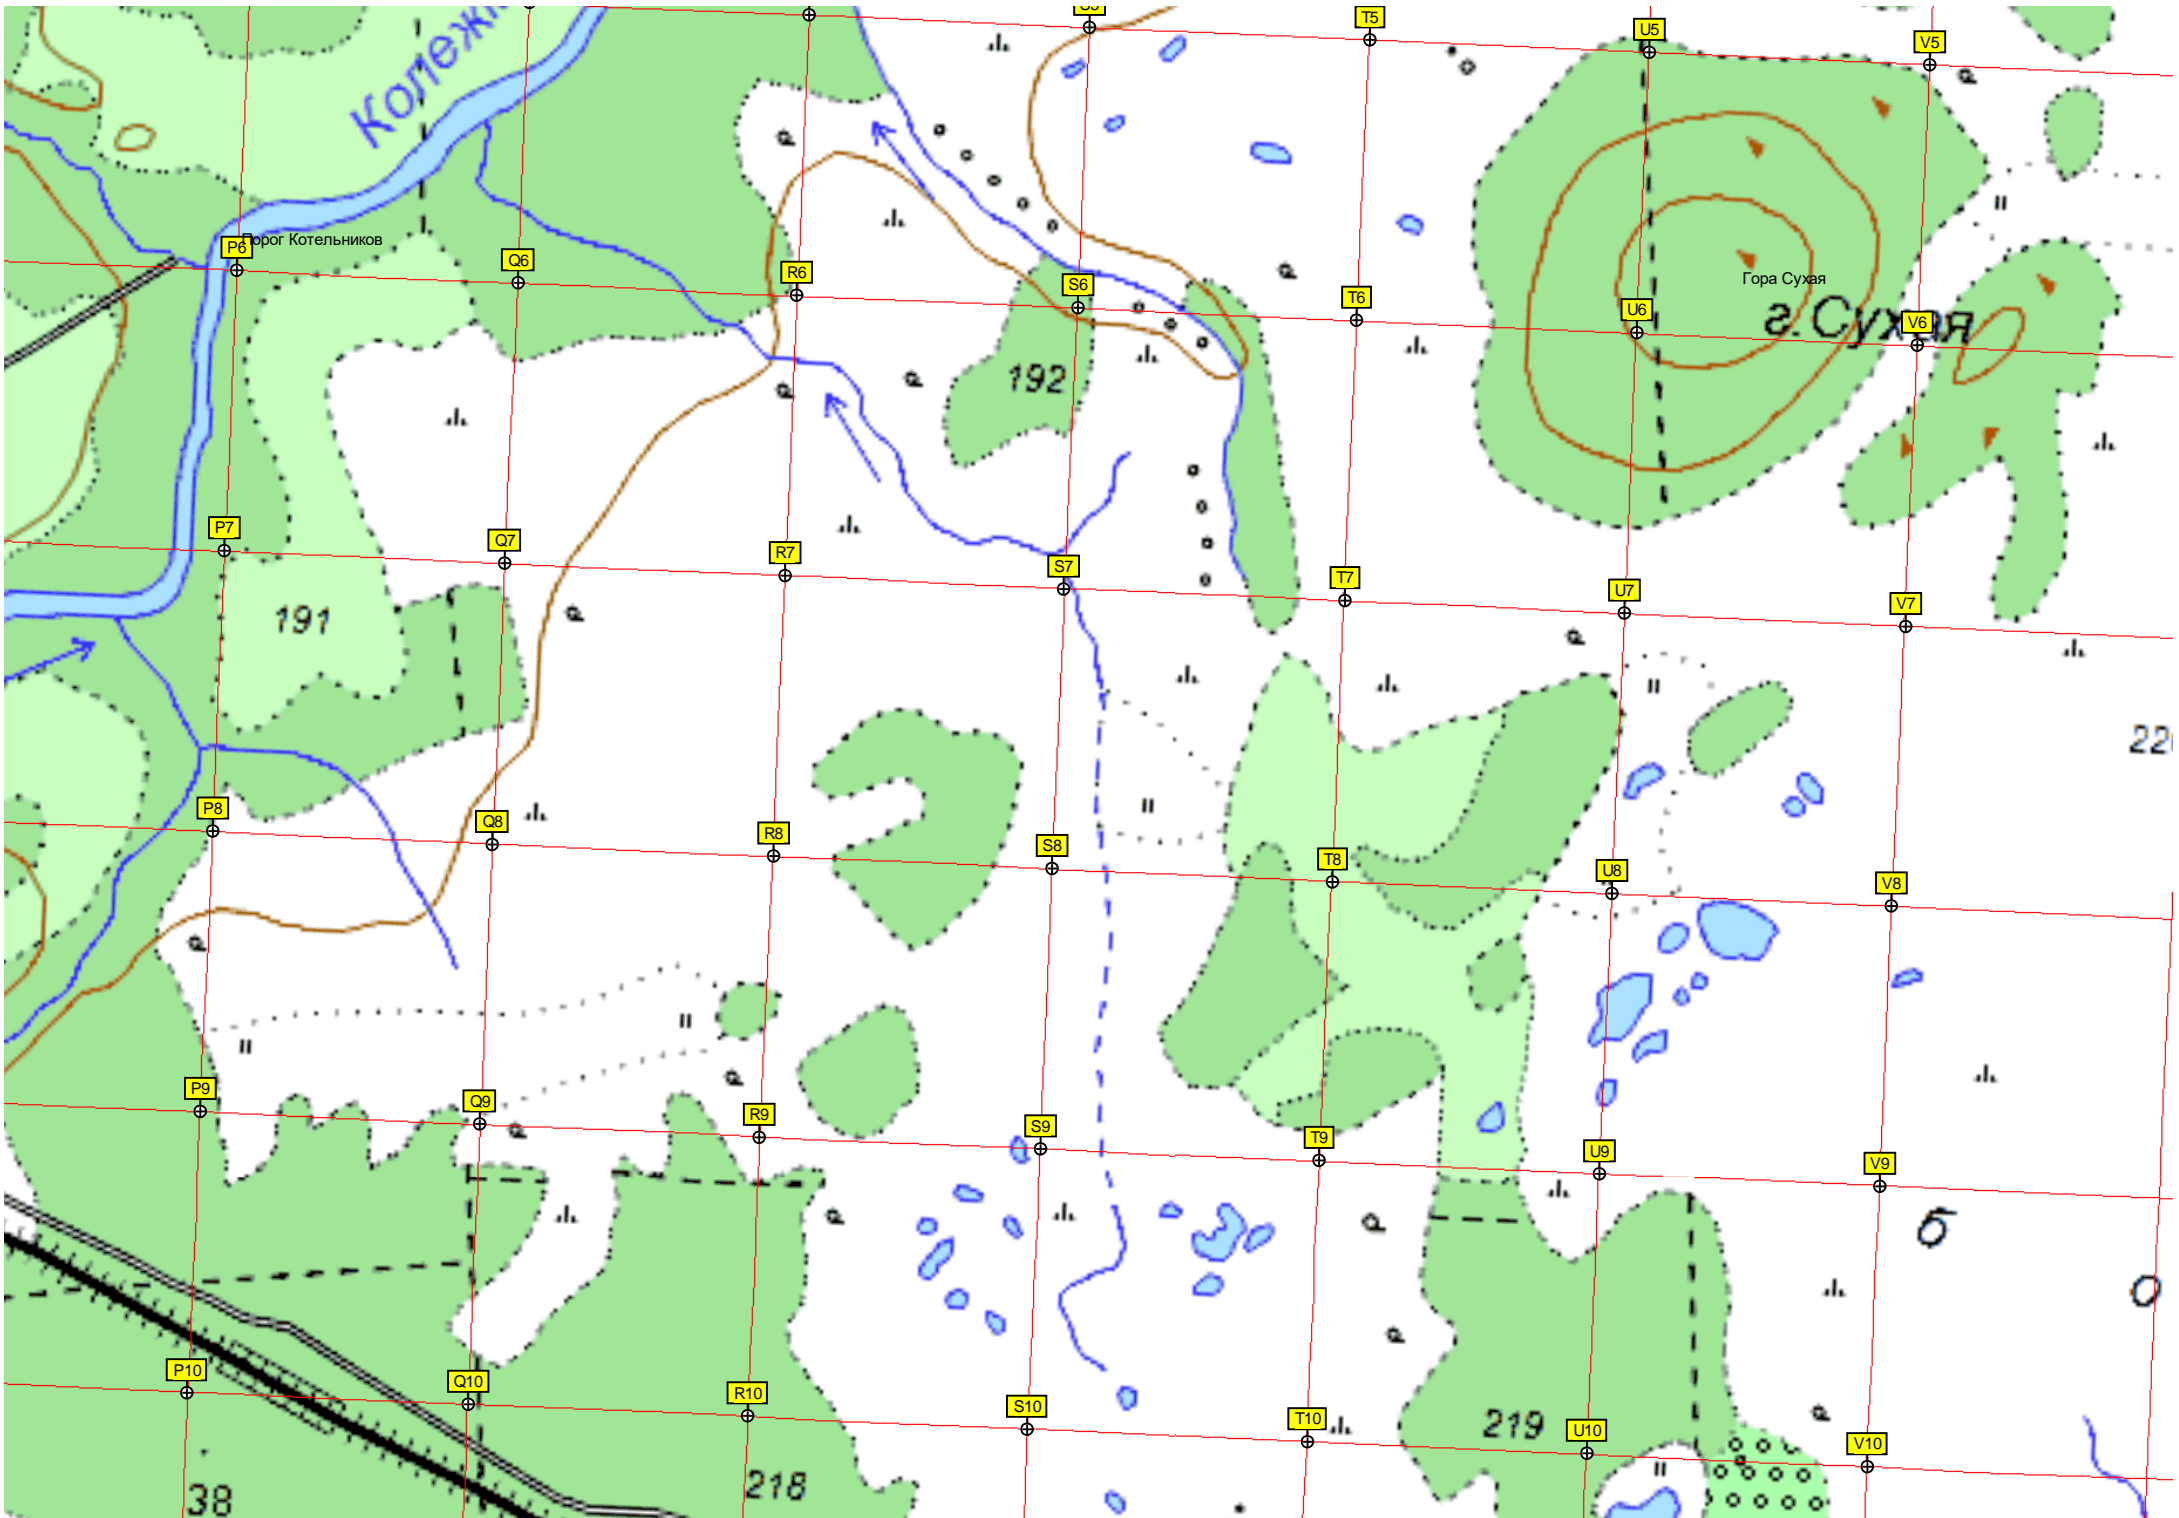 T5
U5
V5
Порог Котельников
P6
Q6
R6
S6
T6
Гора Сухая
U6
г. Сухая
V6
192
P7
Q7
R7
S7
T7
U7
V7
191
P8
Q8
R8
S8
T8
U8
V8
P9
Q9
R9
S9
T9
U9
V9
б
о
P10
Q10
R10
S10
T10
U10
V10
219
218
38